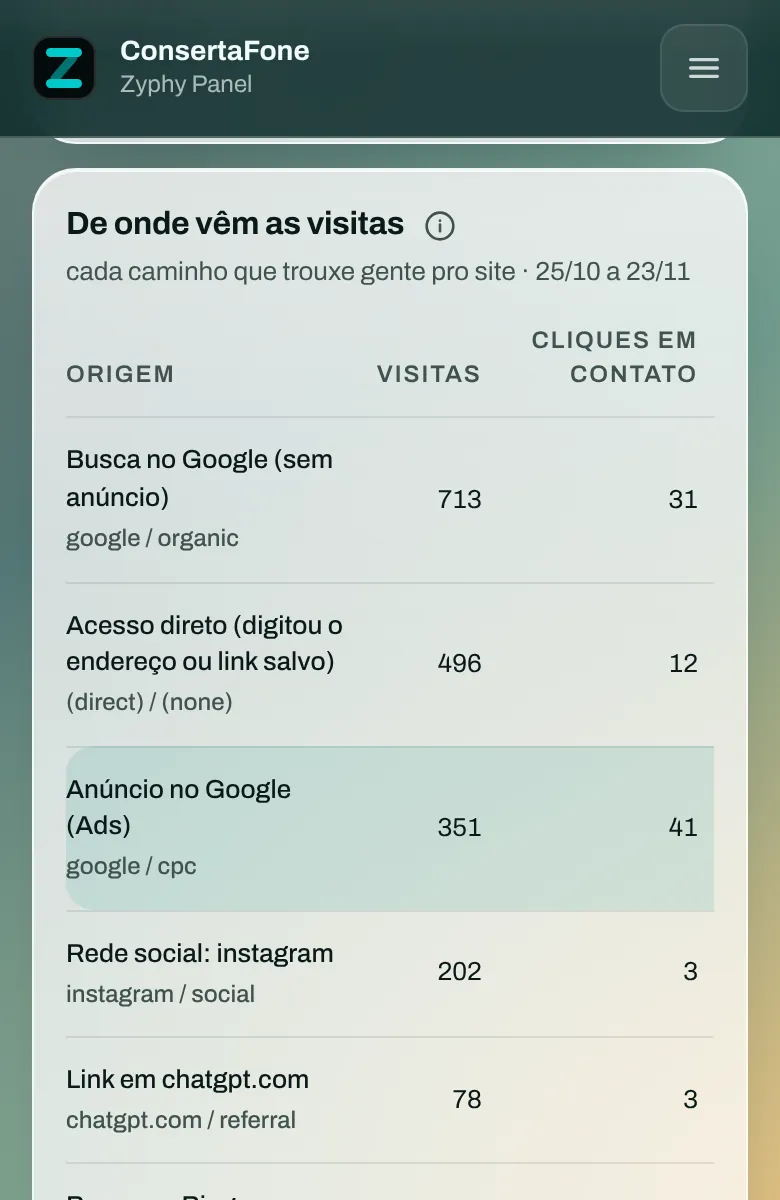 ConsertaFone
Zyphy Panel
De onde vêm as visitas
cada caminho que trouxe gente pro site · 25/10 a 23/11
ORIGEM VISITAS CLIQUES EM
CONTATO
Busca no Google (sem
anúncio)
google / organic
713 31
Acesso direto (digitou o
endereço ou link salvo)
(direct) / (none)
496 12
Anúncio no Google
(Ads)
google / cpc
351 41
Rede social: instagram
instagram / social
202 3
Link em chatgpt.com
chatgpt.com / referral
78 3